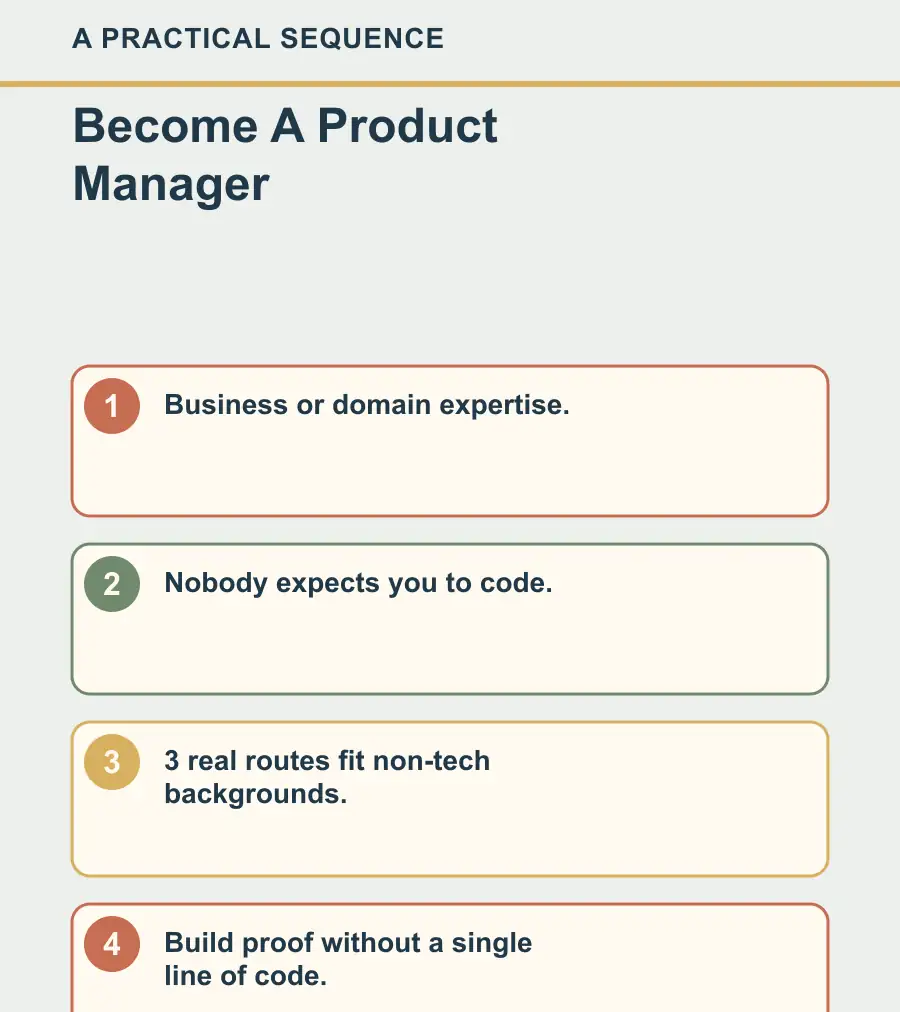 A PRACTICAL SEQUENCE
Become A Product
Manager
1
Business or domain expertise.
2
Nobody expects you to code.
3
3 real routes fit non-tech
backgrounds.
4
Build proof without a single
line of code.